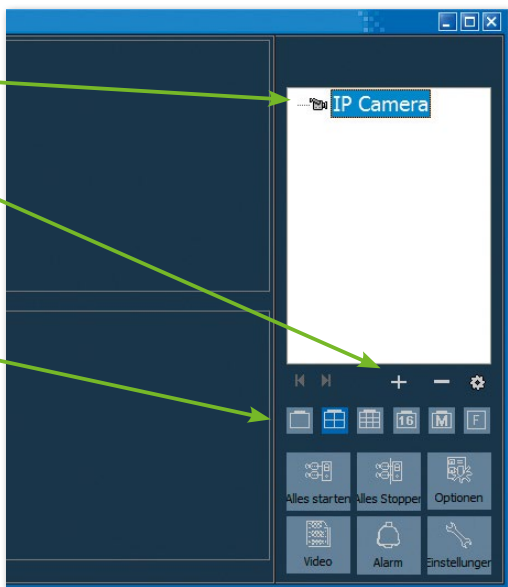 IP Camera
16 M F
Alles starten Alles Stoppen Optionen
Video Alarm Einstellungen